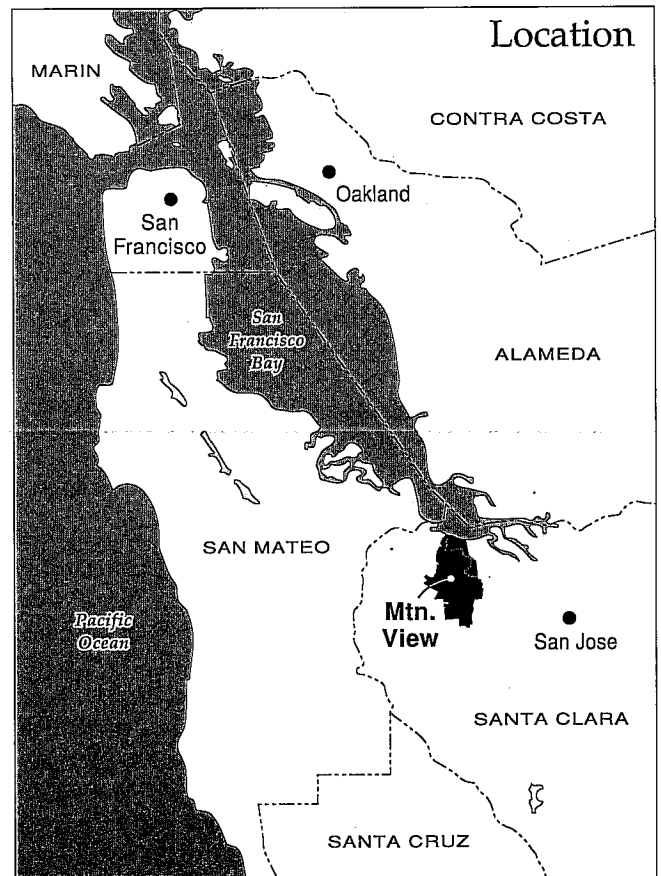 Location
MARIN
CONTRA COSTA
Oakland
San
Francisco
San
Francisco
Bay
ALAMEDA
SAN MATEO
Mtn.
View
Pacific
Ocean
San Jose
SANTA CLARA
SANTA CRUZ